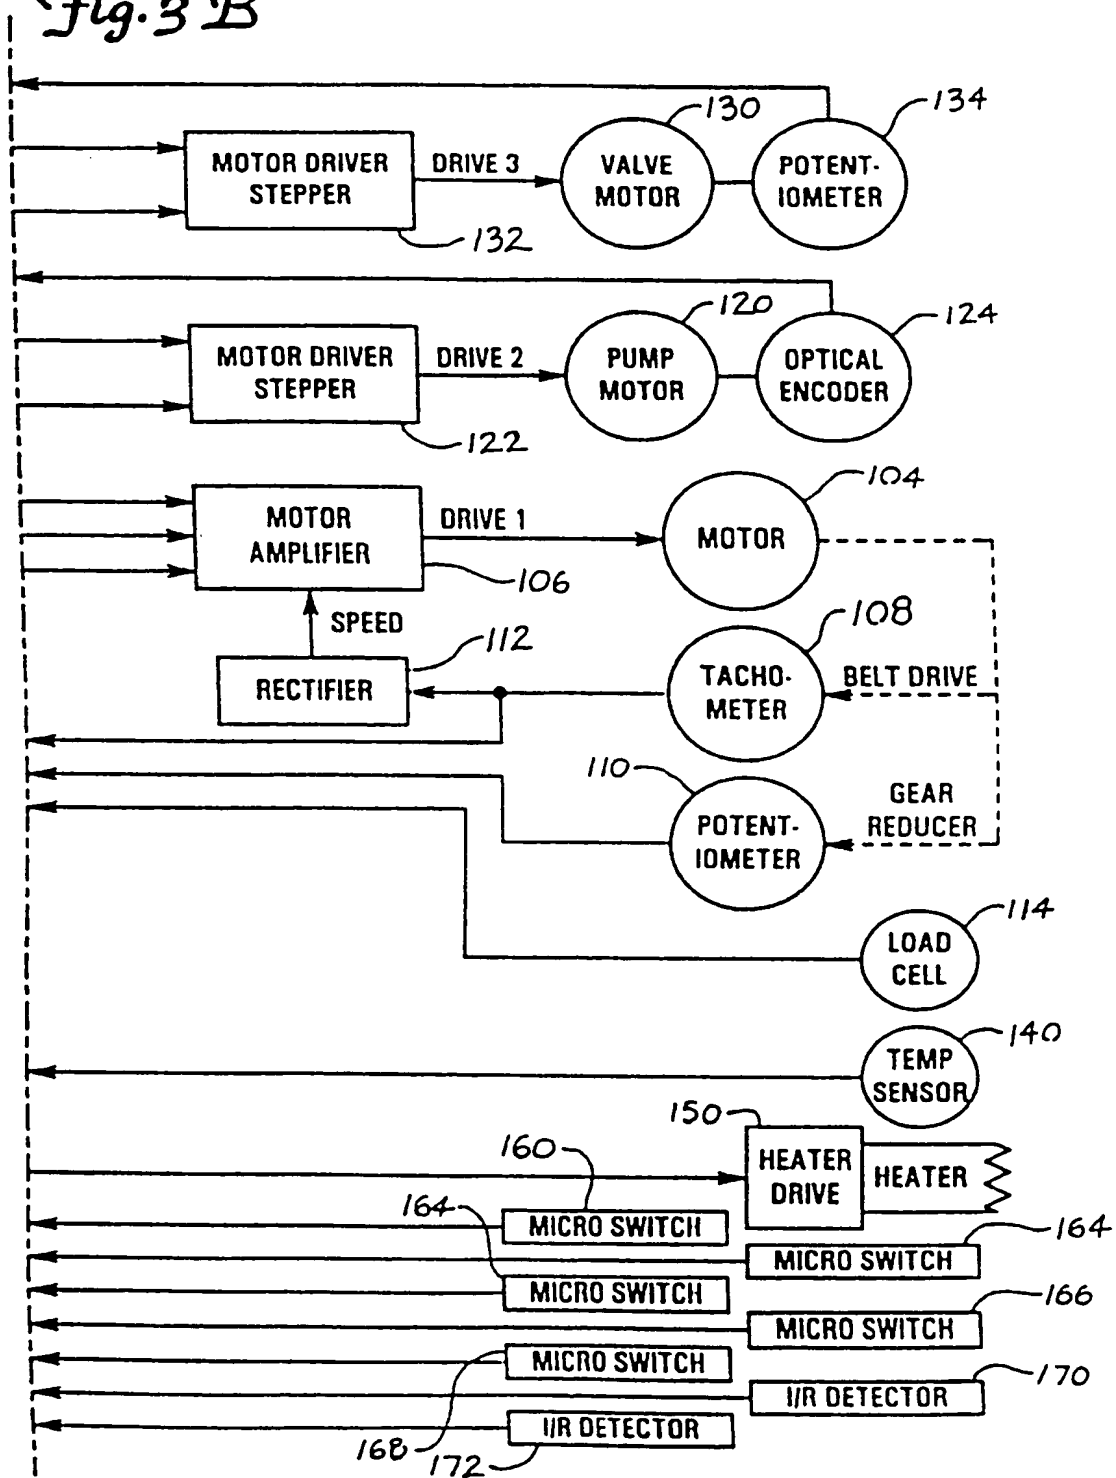 Fig. 3 B
130
134
MOTOR DRIVER
STEPPER
DRIVE 3
VALVE
MOTOR
POTENT-
IOMETER
132
120
124
MOTOR DRIVER
STEPPER
DRIVE 2
PUMP
MOTOR
OPTICAL
ENCODER
122
104
MOTOR
AMPLIFIER
DRIVE 1
MOTOR
106
SPEED
108
112
RECTIFIER
TACHO-
METER
BELT DRIVE
110
POTENT-
IOMETER
GEAR
REDUCER
114
LOAD
CELL
140
TEMP
SENSOR
150
HEATER
DRIVE
HEATER
160
MICRO SWITCH
164
164
MICRO SWITCH
MICRO SWITCH
166
MICRO SWITCH
MICRO SWITCH
168
170
I/R DETECTOR
I/R DETECTOR
172